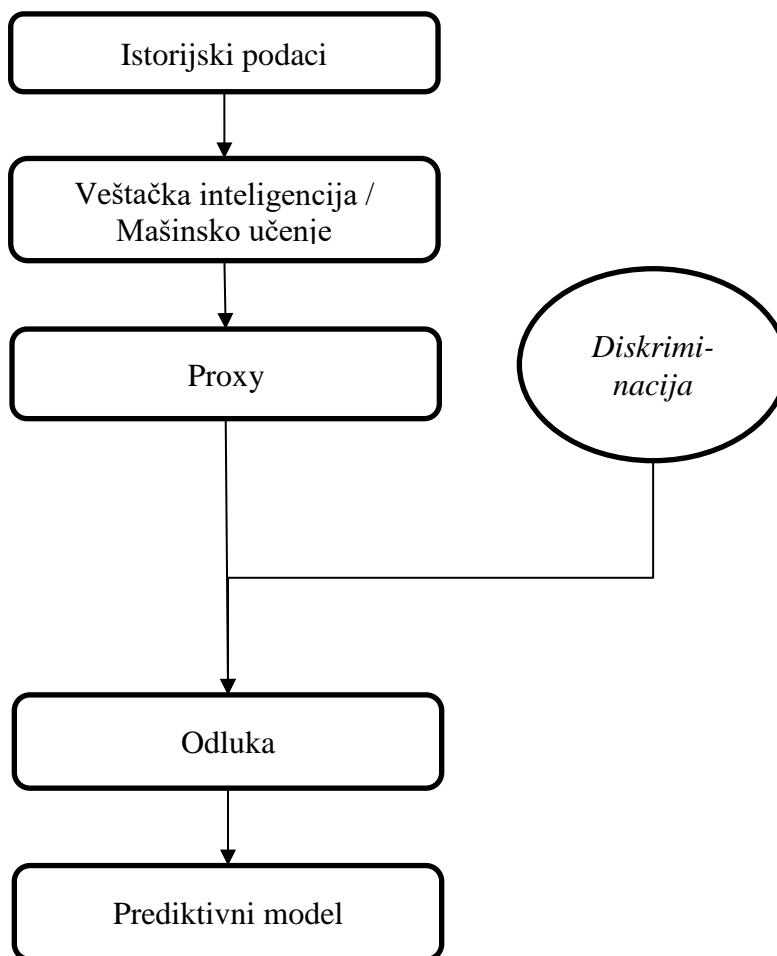 Istorijski podaci
Veštačka inteligencija /
Mašinsko učenje
Proxy
Diskrimi-
nacija
Odluka
Prediktivni model